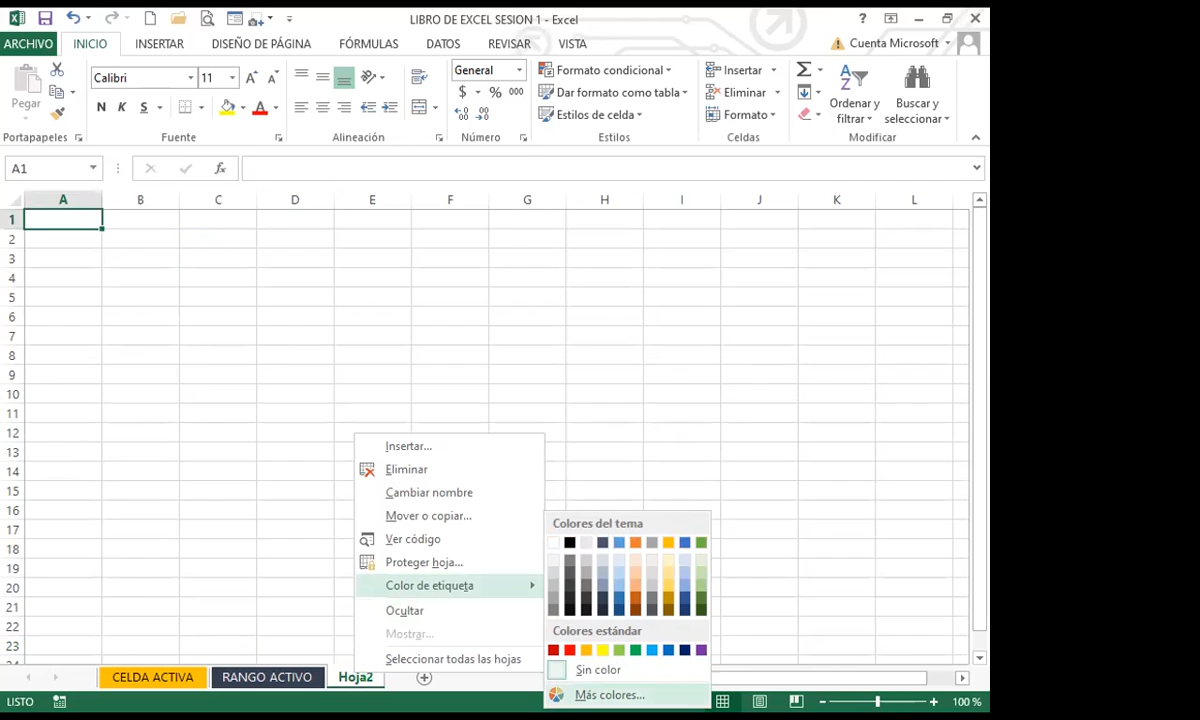 LIBRO DE EXCEL SESION 1 - Excel
ARCHIVO INICIO INSERTAR DISEÑO DE PÁGINA FÓRMULAS DATOS REVISAR VISTA Cuenta Microsoft
Pegar
Calibri 11
N K S A
General
$ % 000
Formato condicional
Dar formato como tabla
Estilos de celda
Insertar
Eliminar
Formato
Ordenar y filtrar
Buscar y seleccionar
Portapapeles Fuente Alineación Número Estilos Celdas Modificar
A1 fx
A B C D E F G H I J K L
1
2
3
4
5
6
7
8
9
10
11
12
13
14
15
16
17
18
19
20
21
22
23
Insertar...
Eliminar
Cambiar nombre
Mover o copiar...
Ver código
Proteger hoja...
Color de etiqueta
Ocultar
Mostrar...
Seleccionar todas las hojas
Colores del tema
Colores estándar
Sin color
Más colores...
CELDA ACTIVA RANGO ACTIVO Hoja2
LISTO 100 %